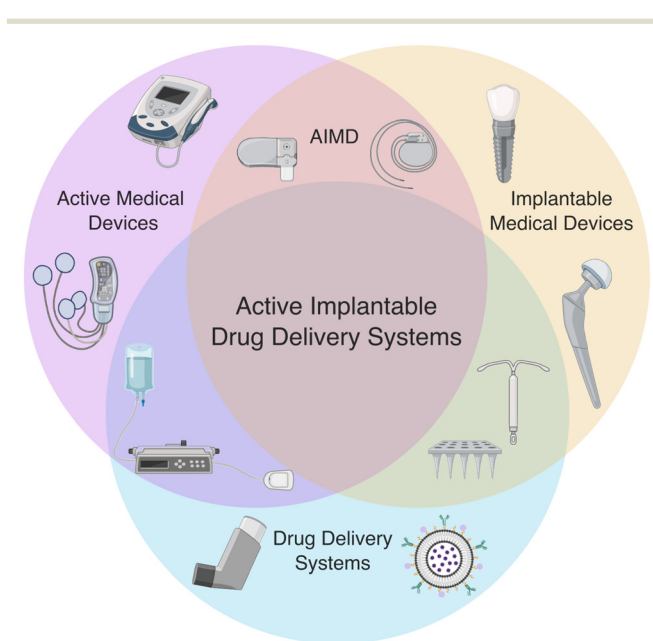 AIMD
Active Medical
Devices
Implantable
Medical Devices
Active Implantable
Drug Delivery Systems
Drug Delivery
Systems